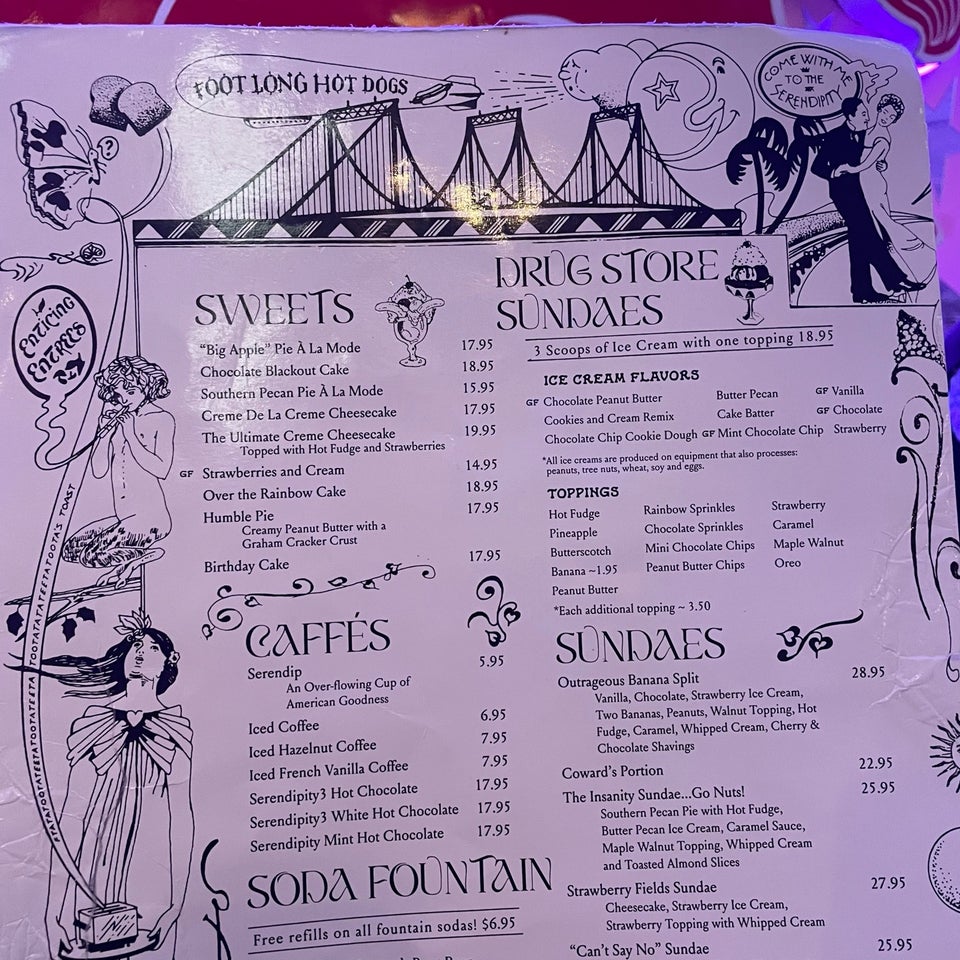 FOOT LONG HOT DOGS
COME WITH ME
TO THE
SERENDIPITY
Enticing
Entrées
SWEETS
"Big Apple" Pie À La Mode 17.95
Chocolate Blackout Cake 18.95
Southern Pecan Pie À La Mode 15.95
Creme De La Creme Cheesecake 17.95
The Ultimate Creme Cheesecake 19.95
Topped with Hot Fudge and Strawberries
GF Strawberries and Cream 14.95
Over the Rainbow Cake 18.95
Humble Pie 17.95
Creamy Peanut Butter with a
Graham Cracker Crust
Birthday Cake 17.95
CAFFÉS
Serendip 5.95
An Over-flowing Cup of
American Goodness
Iced Coffee 6.95
Iced Hazelnut Coffee 7.95
Iced French Vanilla Coffee 7.95
Serendipity3 Hot Chocolate 17.95
Serendipity3 White Hot Chocolate 17.95
Serendipity Mint Hot Chocolate 17.95
SODA FOUNTAIN
Free refills on all fountain sodas! $6.95
DRUG STORE
SUNDAES
3 Scoops of Ice Cream with one topping 18.95
ICE CREAM FLAVORS
GF Chocolate Peanut Butter Butter Pecan GF Vanilla
Cookies and Cream Remix Cake Batter GF Chocolate
Chocolate Chip Cookie Dough GF Mint Chocolate Chip Strawberry
*All ice creams are produced on equipment that also processes:
peanuts, tree nuts, wheat, soy and eggs.
TOPPINGS
Hot Fudge Rainbow Sprinkles Strawberry
Pineapple Chocolate Sprinkles Caramel
Butterscotch Mini Chocolate Chips Maple Walnut
Banana ~1.95 Peanut Butter Chips Oreo
Peanut Butter
*Each additional topping ~ 3.50
SUNDAES
Outrageous Banana Split 28.95
Vanilla, Chocolate, Strawberry Ice Cream,
Two Bananas, Peanuts, Walnut Topping, Hot
Fudge, Caramel, Whipped Cream, Cherry &
Chocolate Shavings
Coward's Portion 22.95
The Insanity Sundae...Go Nuts! 25.95
Southern Pecan Pie with Hot Fudge,
Butter Pecan Ice Cream, Caramel Sauce,
Maple Walnut Topping, Whipped Cream
and Toasted Almond Slices
Strawberry Fields Sundae 27.95
Cheesecake, Strawberry Ice Cream,
Strawberry Topping with Whipped Cream
"Can't Say No" Sundae 25.95